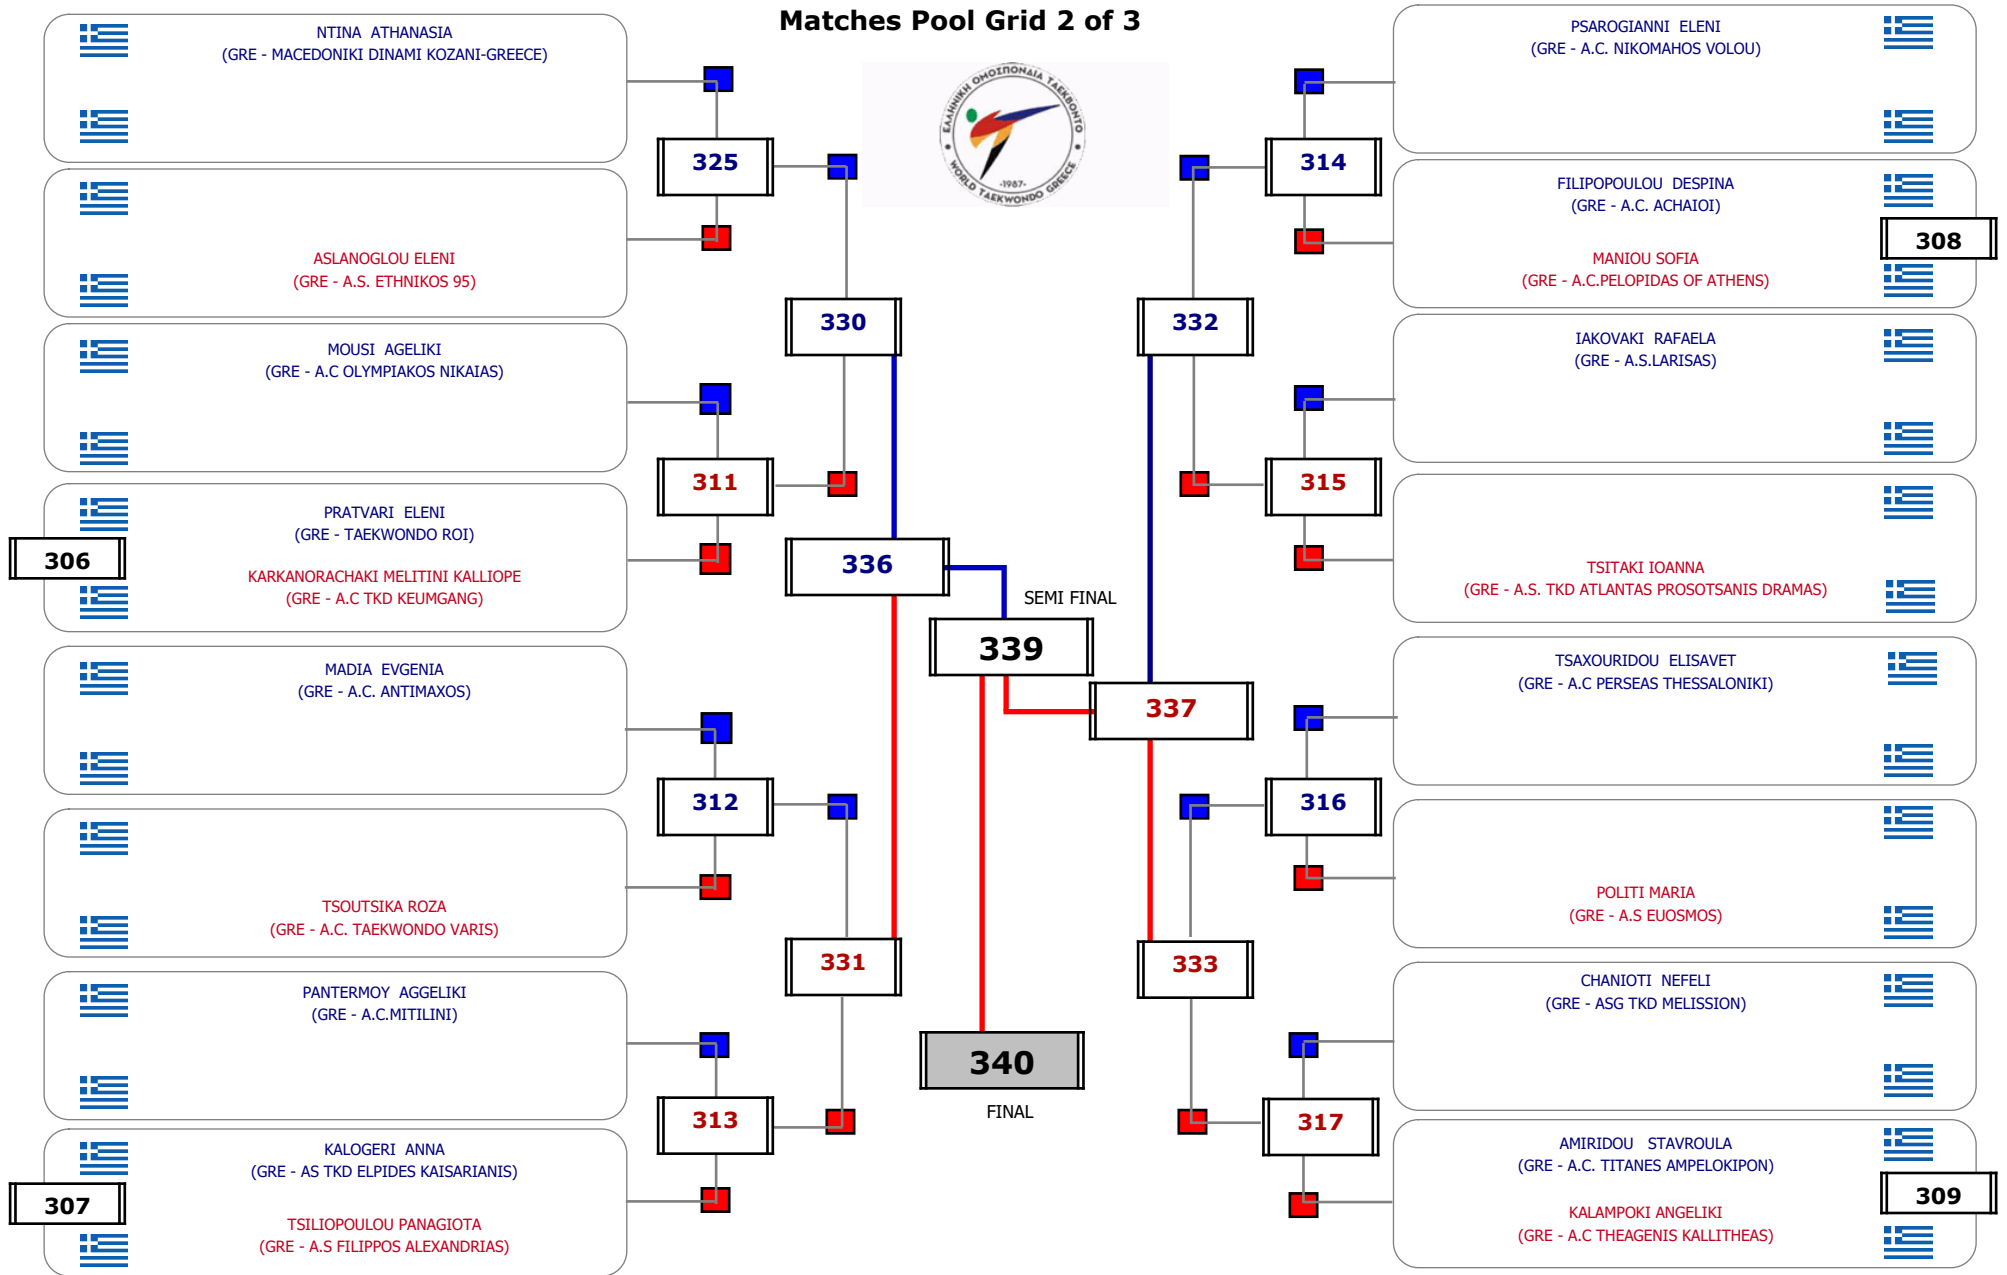 Matches Pool Grid 2 of 3
ΕΛΛΗΝΙΚΗ ΟΜΟΣΠΟΝΔΙΑ ΤΑΕΚΒΟΝΤΟ
WORLD TAEKWONDO GREECE
-1987-
NTINA ATHANASIA
(GRE - MACEDONIKI DINAMI KOZANI-GREECE)
325
ASLANOGLOU ELENI
(GRE - A.S. ETHNIKOS 95)
330
MOUSI AGELIKI
(GRE - A.C OLYMPIAKOS NIKAIAS)
311
306
PRATVARI ELENI
(GRE - TAEKWONDO ROI)
KARKANORACHAKI MELITINI KALLIOPE
(GRE - A.C TKD KEUMGANG)
336
MADIA EVGENIA
(GRE - A.C. ANTIMAXOS)
312
TSOUTSIKA ROZA
(GRE - A.C. TAEKWONDO VARIS)
331
PANTERMOY AGGELIKI
(GRE - A.C.MITILINI)
313
307
KALOGERI ANNA
(GRE - AS TKD ELPIDES KAISARIANIS)
TSILIOPOULOU PANAGIOTA
(GRE - A.S FILIPPOS ALEXANDRIAS)
SEMI FINAL
339
340
FINAL
PSAROGIANNI ELENI
(GRE - A.C. NIKOMAHOS VOLOU)
314
FILIPOPOULOU DESPINA
(GRE - A.C. ACHAIOI)
308
MANIOU SOFIA
(GRE - A.C.PELOPIDAS OF ATHENS)
332
IAKOVAKI RAFAELA
(GRE - A.S.LARISAS)
315
TSITAKI IOANNA
(GRE - A.S. TKD ATLANTAS PROSOTSANIS DRAMAS)
337
TSAXOURIDOU ELISAVET
(GRE - A.C PERSEAS THESSALONIKI)
316
POLITI MARIA
(GRE - A.S EUOSMOS)
333
CHANIOTI NEFELI
(GRE - ASG TKD MELISSION)
317
AMIRIDOU STAVROULA
(GRE - A.C. TITANES AMPELOKIPON)
309
KALAMPOKI ANGELIKI
(GRE - A.C THEAGENIS KALLITHEAS)